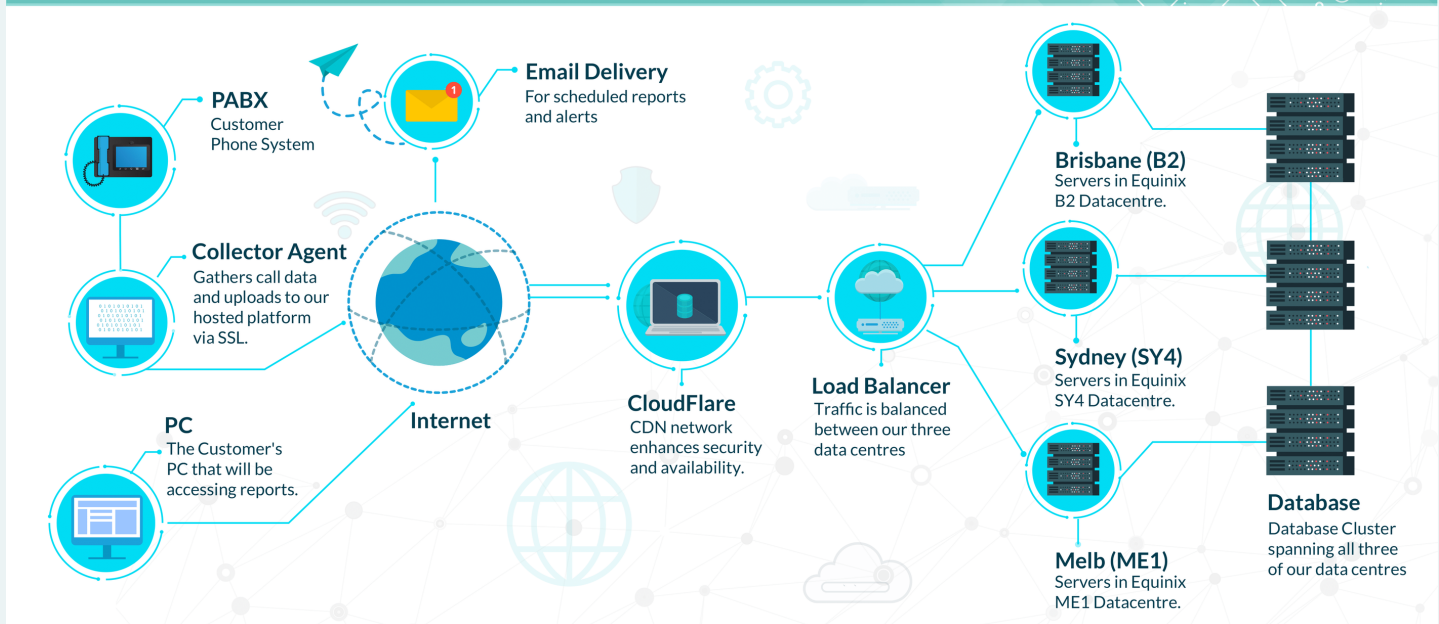 PABX
Customer
Phone System
1
Email Delivery
For scheduled reports
and alerts
Collector Agent
Gathers call data
and uploads to our
hosted platform
via SSL.
PC
The Customer's
PC that will be
accessing reports.
Internet
CloudFlare
CDN network
enhances security
and availability.
Load Balancer
Traffic is balanced
between our three
data centres
Brisbane (B2)
Servers in Equinix
B2 Datacentre.
Sydney (SY4)
Servers in Equinix
SY4 Datacentre.
Melb (ME1)
Servers in Equinix
ME1 Datacentre.
Database
Database Cluster
spanning all three
of our data centres